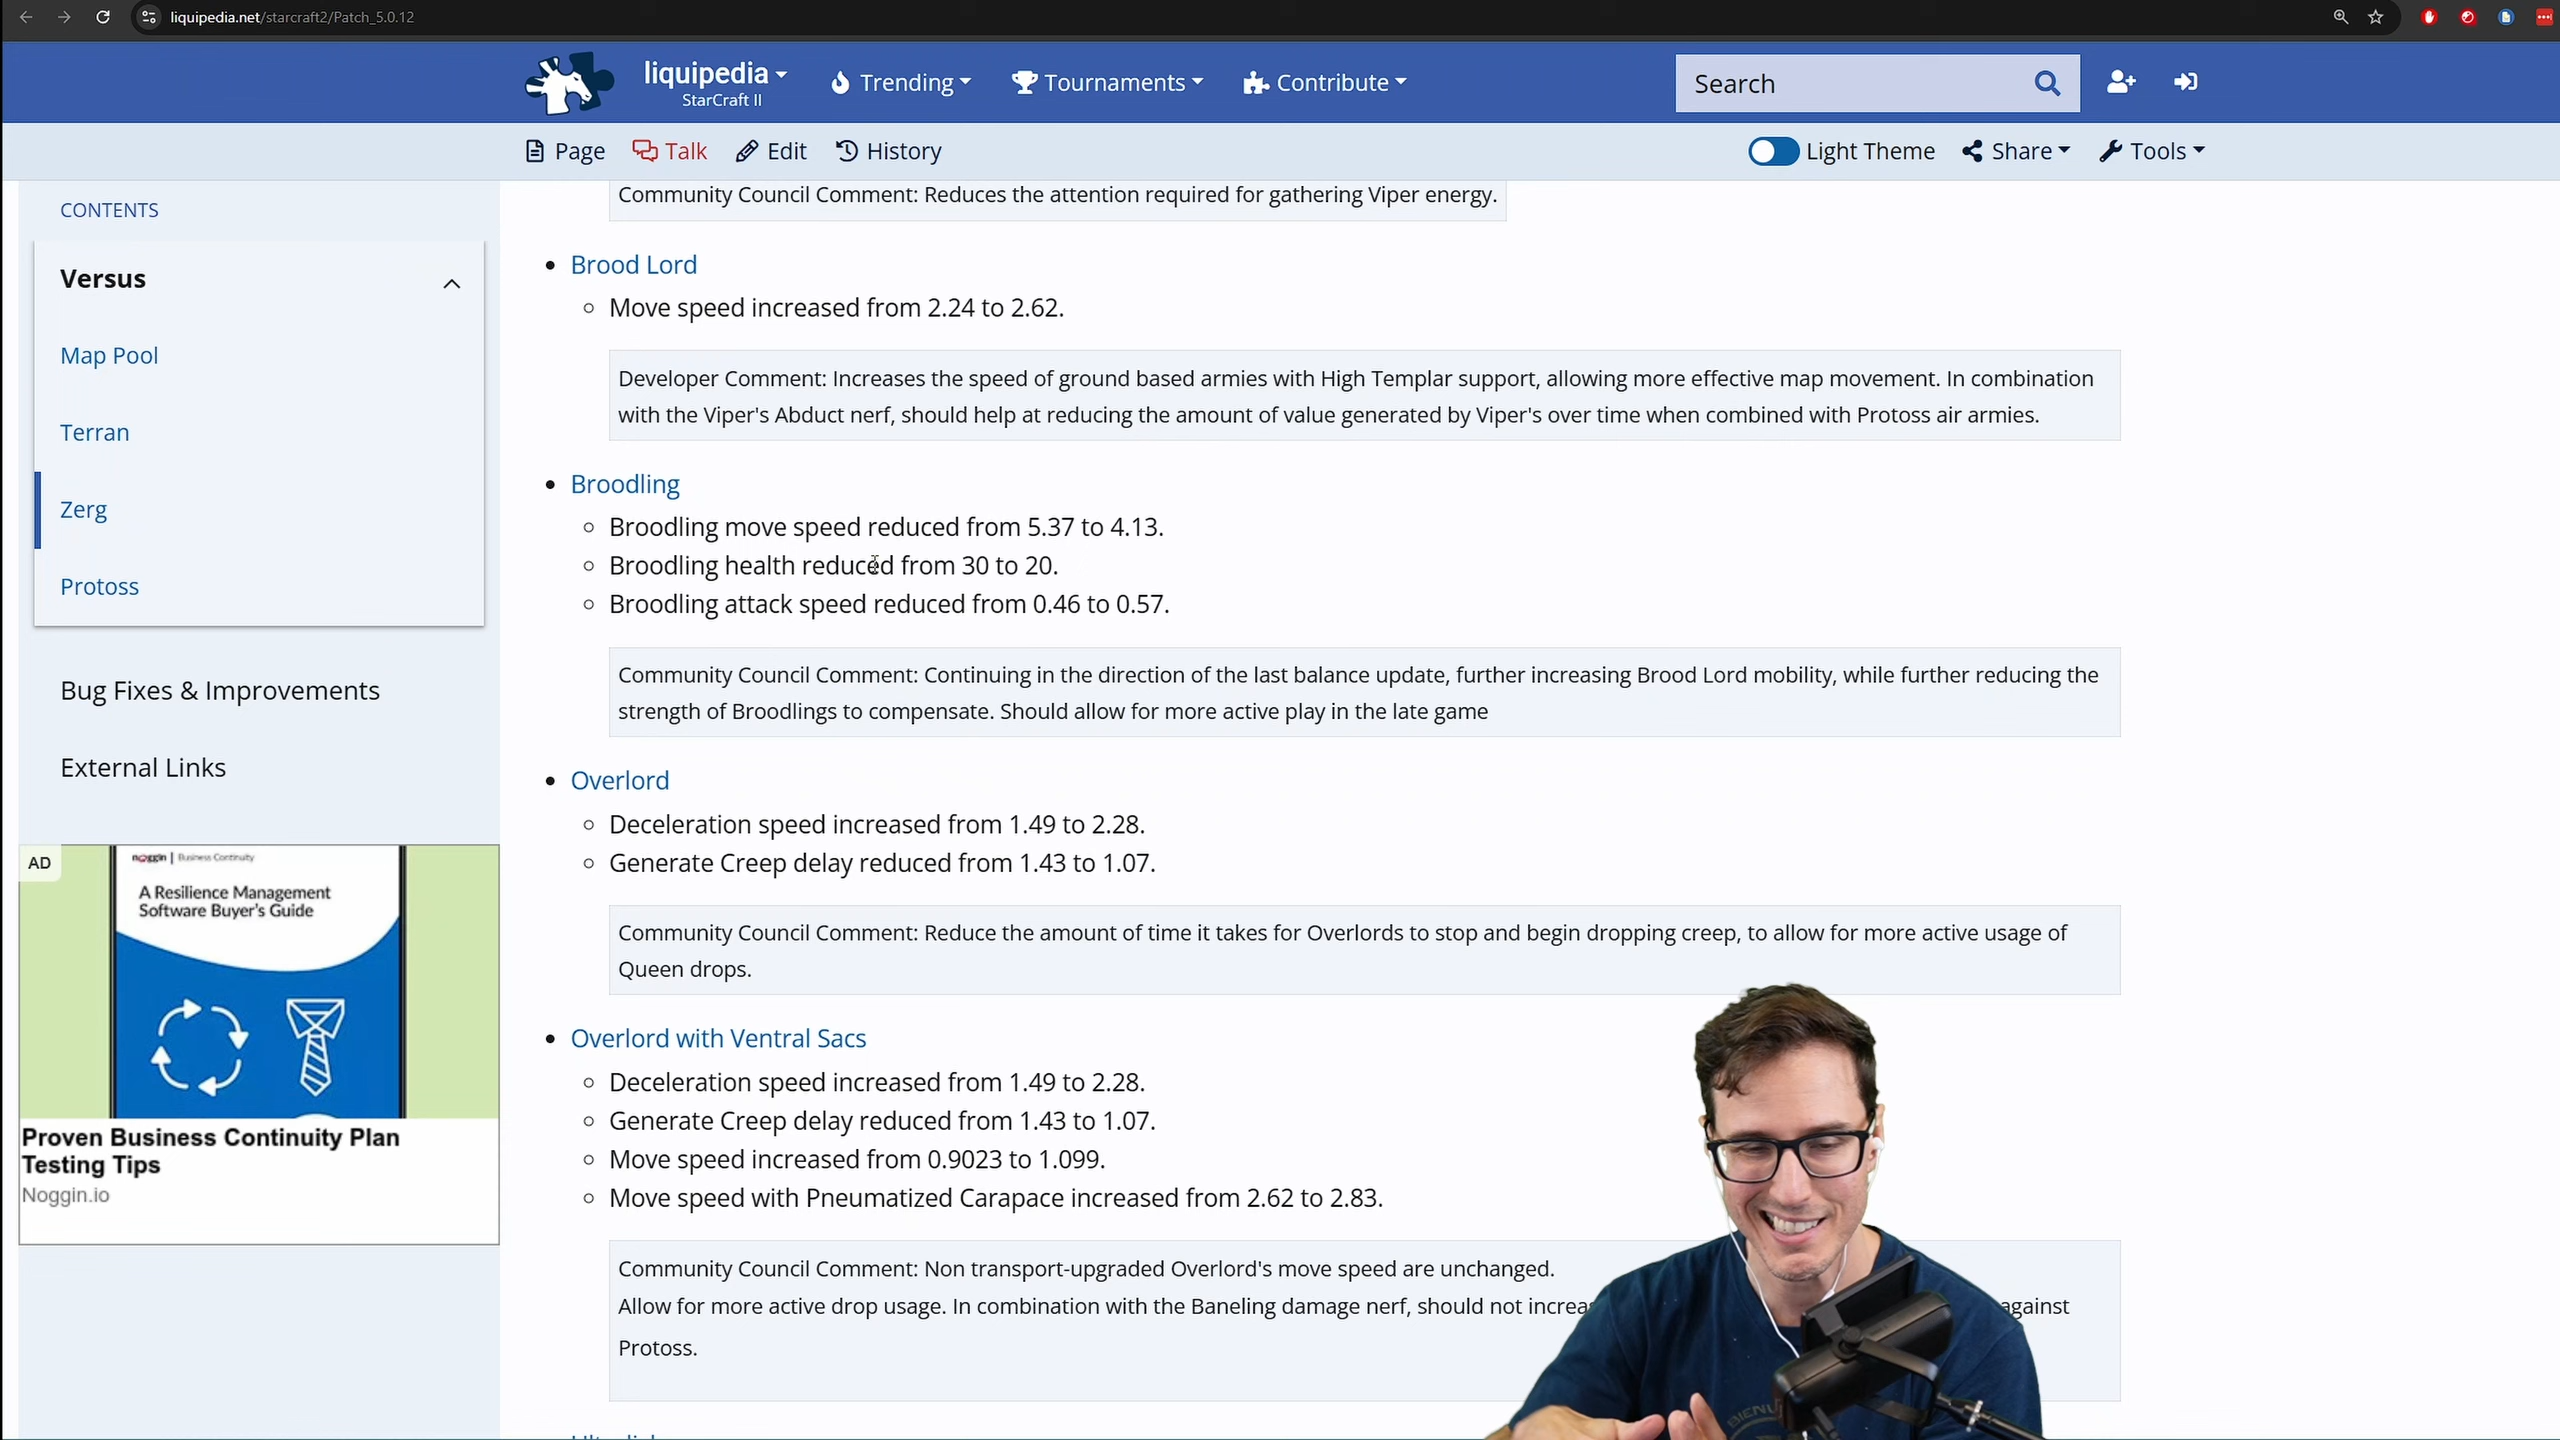 liquipedia.net/starcraft2/Patch_5.0.12
liquipedia
StarCraft II
Trending
Tournaments
Contribute
Search
Page
Talk
Edit
History
Light Theme
Share
Tools
CONTENTS
Versus
Map Pool
Terran
Zerg
Protoss
Bug Fixes & Improvements
External Links
AD
noggin | Business Continuity
A Resilience Management
Software Buyer's Guide
Proven Business Continuity Plan
Testing Tips
Noggin.io
Community Council Comment: Reduces the attention required for gathering Viper energy.
Brood Lord
Move speed increased from 2.24 to 2.62.
Developer Comment: Increases the speed of ground based armies with High Templar support, allowing more effective map movement. In combination
with the Viper's Abduct nerf, should help at reducing the amount of value generated by Viper's over time when combined with Protoss air armies.
Broodling
Broodling move speed reduced from 5.37 to 4.13.
Broodling health reduced from 30 to 20.
Broodling attack speed reduced from 0.46 to 0.57.
Community Council Comment: Continuing in the direction of the last balance update, further increasing Brood Lord mobility, while further reducing the
strength of Broodlings to compensate. Should allow for more active play in the late game
Overlord
Deceleration speed increased from 1.49 to 2.28.
Generate Creep delay reduced from 1.43 to 1.07.
Community Council Comment: Reduce the amount of time it takes for Overlords to stop and begin dropping creep, to allow for more active usage of
Queen drops.
Overlord with Ventral Sacs
Deceleration speed increased from 1.49 to 2.28.
Generate Creep delay reduced from 1.43 to 1.07.
Move speed increased from 0.9023 to 1.099.
Move speed with Pneumatized Carapace increased from 2.62 to 2.83.
Community Council Comment: Non transport-upgraded Overlord's move speed are unchanged.
Allow for more active drop usage. In combination with the Baneling damage nerf, should not against
Protoss.